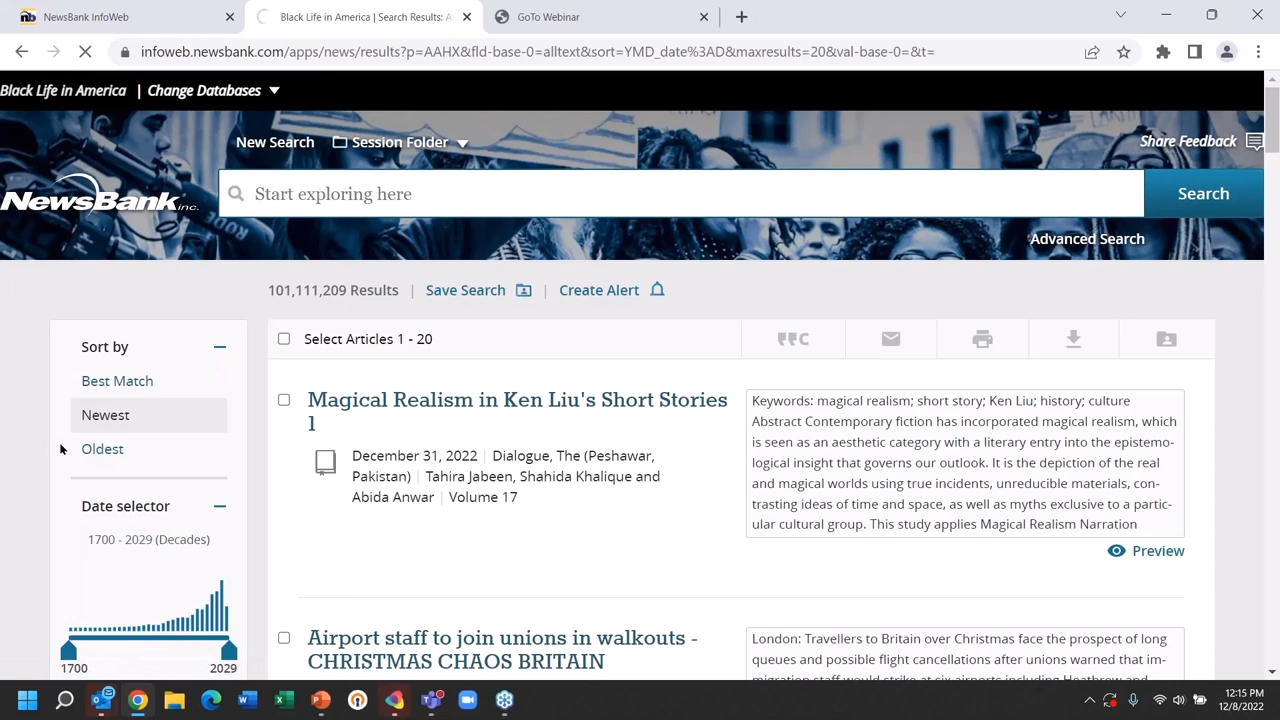 NewsBank InfoWeb
Black Life in America | Search Results: A
GoTo Webinar
infoweb.newsbank.com/apps/news/results?p=AAHX&fld-base-0=alltext&sort=YMD_date%3AD&maxresults=20&val-base-0=&t=
Black Life in America | Change Databases
New Search Session Folder Share Feedback
NewsBank inc. Start exploring here Search
Advanced Search
101,111,209 Results | Save Search | Create Alert
Sort by
Best Match
Newest
Oldest
Date selector
1700 - 2029 (Decades)
1700 2029
Select Articles 1 - 20
Magical Realism in Ken Liu's Short Stories
1
December 31, 2022 | Dialogue, The (Peshawar,
Pakistan) | Tahira Jabeen, Shahida Khalique and
Abida Anwar | Volume 17
Keywords: magical realism; short story; Ken Liu; history; culture
Abstract Contemporary fiction has incorporated magical realism, which
is seen as an aesthetic category with a literary entry into the epistemo-
logical insight that governs our outlook. It is the depiction of the real
and magical worlds using true incidents, unreducible materials, con-
trasting ideas of time and space, as well as myths exclusive to a partic-
ular cultural group. This study applies Magical Realism Narration
Preview
Airport staff to join unions in walkouts -
CHRISTMAS CHAOS BRITAIN
London: Travellers to Britain over Christmas face the prospect of long
queues and possible flight cancellations after unions warned that im-
migration staff would strike at six airports including Heathrow and
12:15 PM
12/8/2022